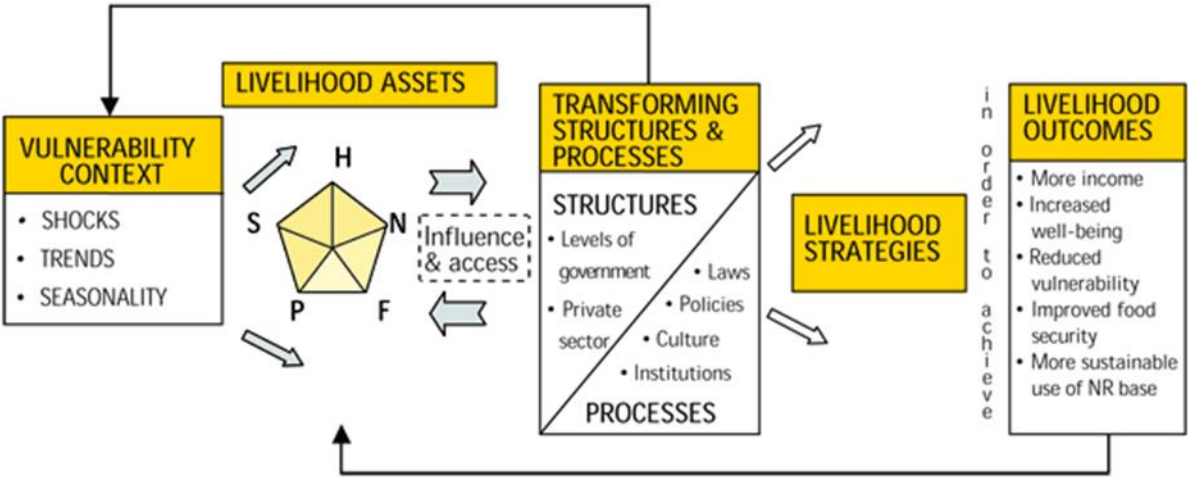 VULNERABILITY
CONTEXT
• SHOCKS
• TRENDS
• SEASONALITY
LIVELIHOOD ASSETS
H
S
N
P
F
Influence
& access
TRANSFORMING
STRUCTURES &
PROCESSES
STRUCTURES
• Levels of
government
• Private
sector
• Laws
• Policies
• Culture
• Institutions
PROCESSES
LIVELIHOOD
STRATEGIES
in order to achieve
LIVELIHOOD
OUTCOMES
• More income
• Increased
well-being
• Reduced
vulnerability
• Improved food
security
• More sustainable
use of NR base